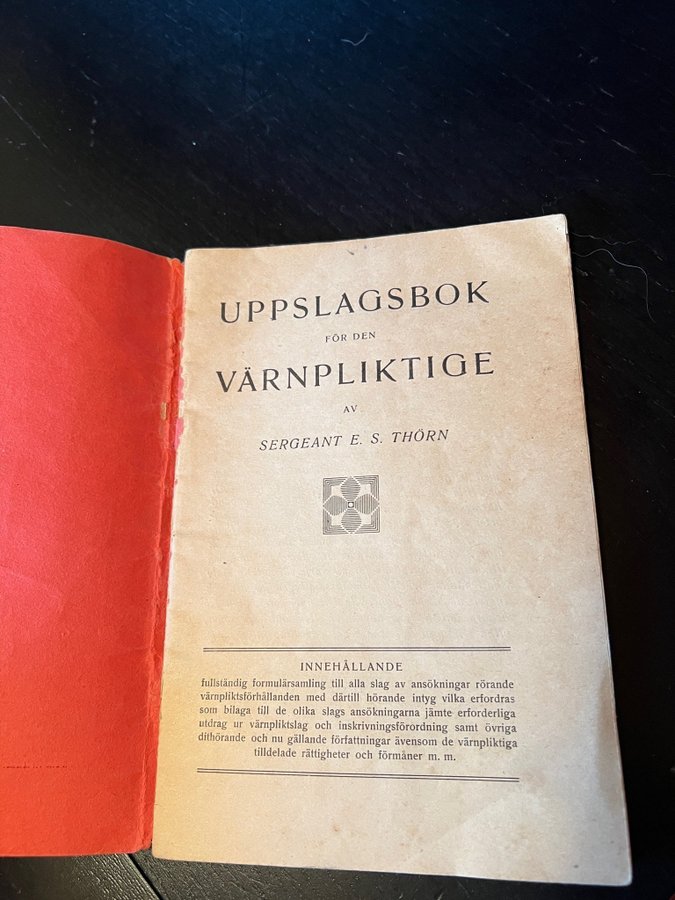 UPPSLAGSBOK
FÖR DEN
VÄRNPLIKTIGE
AV
SERGEANT E. S. THÖRN
INNEHÅLLANDE
fullständig formulärsamling till alla slag av ansökningar rörande
värnpliktsförhållanden med därtill hörande intyg vilka erfordras
som bilaga till de olika slags ansökningarna jämte erforderliga
utdrag ur värnpliktslag och inskrivningsförordning samt övriga
dithörande och nu gällande författningar ävensom de värnpliktiga
tilldelade rättigheter och förmåner m. m.